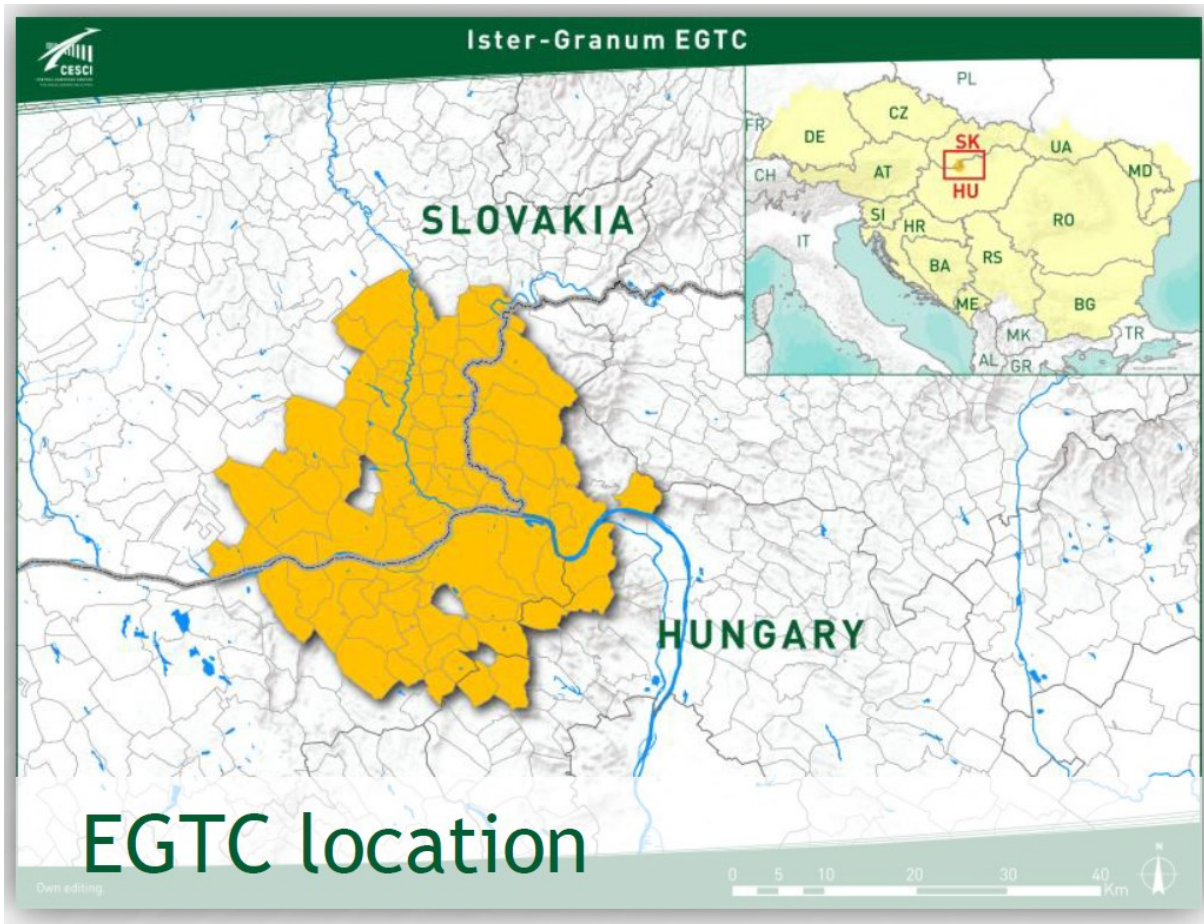 Ister-Granum EGTC
CESCI
PL
CZ
FR
DE
SK
UA
CH
AT
HU
MD
SI
HR
RO
IT
BA
RS
ME
BG
MK
TR
AL
GR
SLOVAKIA
HUNGARY
EGTC location
Own editing.
N
0 5 10 20 30 40
Km